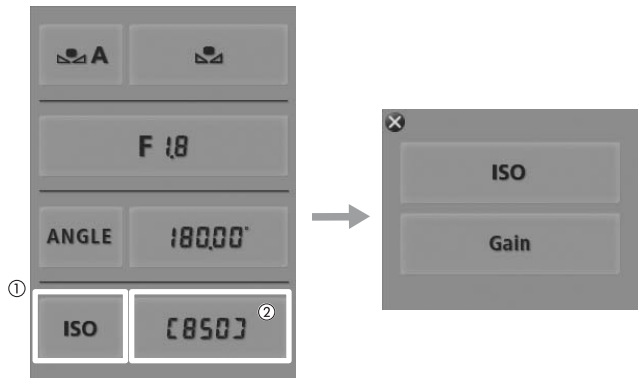 A
F 1.8
ANGLE 180.00°
①
ISO [850] ②
ISO
Gain